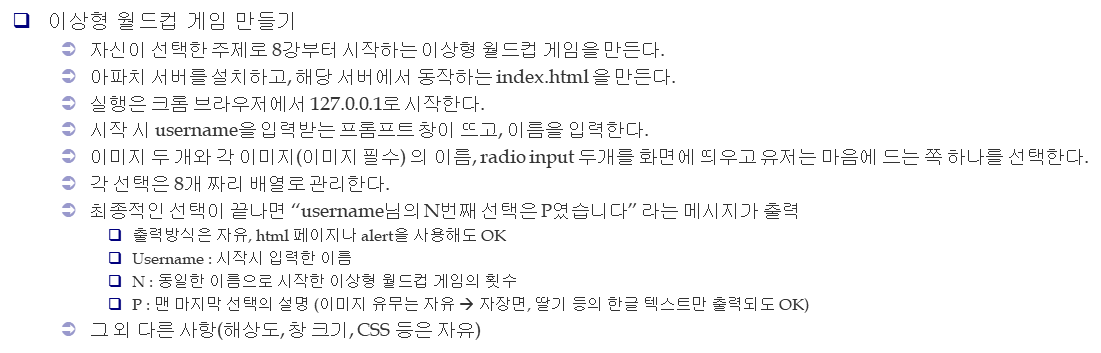 이상형 월드컵 게임 만들기
자신이 선택한 주제로 8강부터 시작하는 이상형 월드컵 게임을 만든다.
아파치 서버를 설치하고, 해당 서버에서 동작하는 index.html 을 만든다.
실행은 크롬 브라우저에서 127.0.0.1로 시작한다.
시작 시 username을 입력받는 프롬프트 창이 뜨고, 이름을 입력한다.
이미지 두 개와 각 이미지(이미지 필수) 의 이름, radio input 두개를 화면에 띄우고 유저는 마음에 드는 쪽 하나를 선택한다.
각 선택은 8개 짜리 배열로 관리한다.
최종적인 선택이 끝나면 “username님의 N번째 선택은 P였습니다” 라는 메시지가 출력
출력방식은 자유, html 페이지나 alert을 사용해도 OK
Username : 시작시 입력한 이름
N : 동일한 이름으로 시작한 이상형 월드컵 게임의 횟수
P : 맨 마지막 선택의 설명 (이미지 유무는 자유 → 자장면, 딸기 등의 한글 텍스트만 출력되도 OK)
그 외 다른 사항(해상도, 창 크기, CSS 등은 자유)